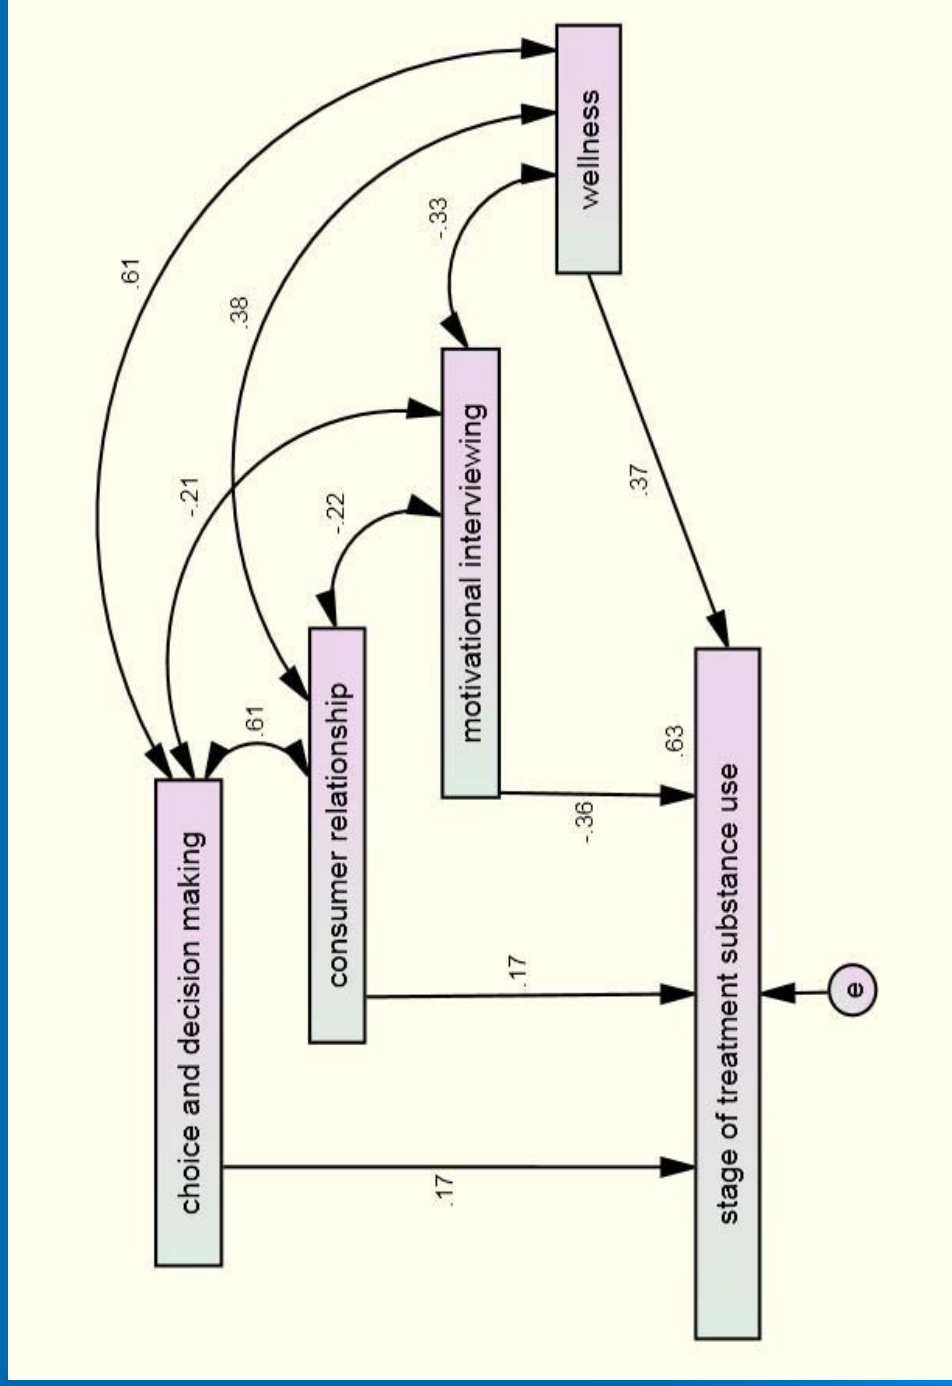 choice and decision making
consumer relationship
motivational interviewing
wellness
stage of treatment substance use
e
.61
.38
-.33
-.21
-.22
.61
.37
.63
-.36
.17
.17